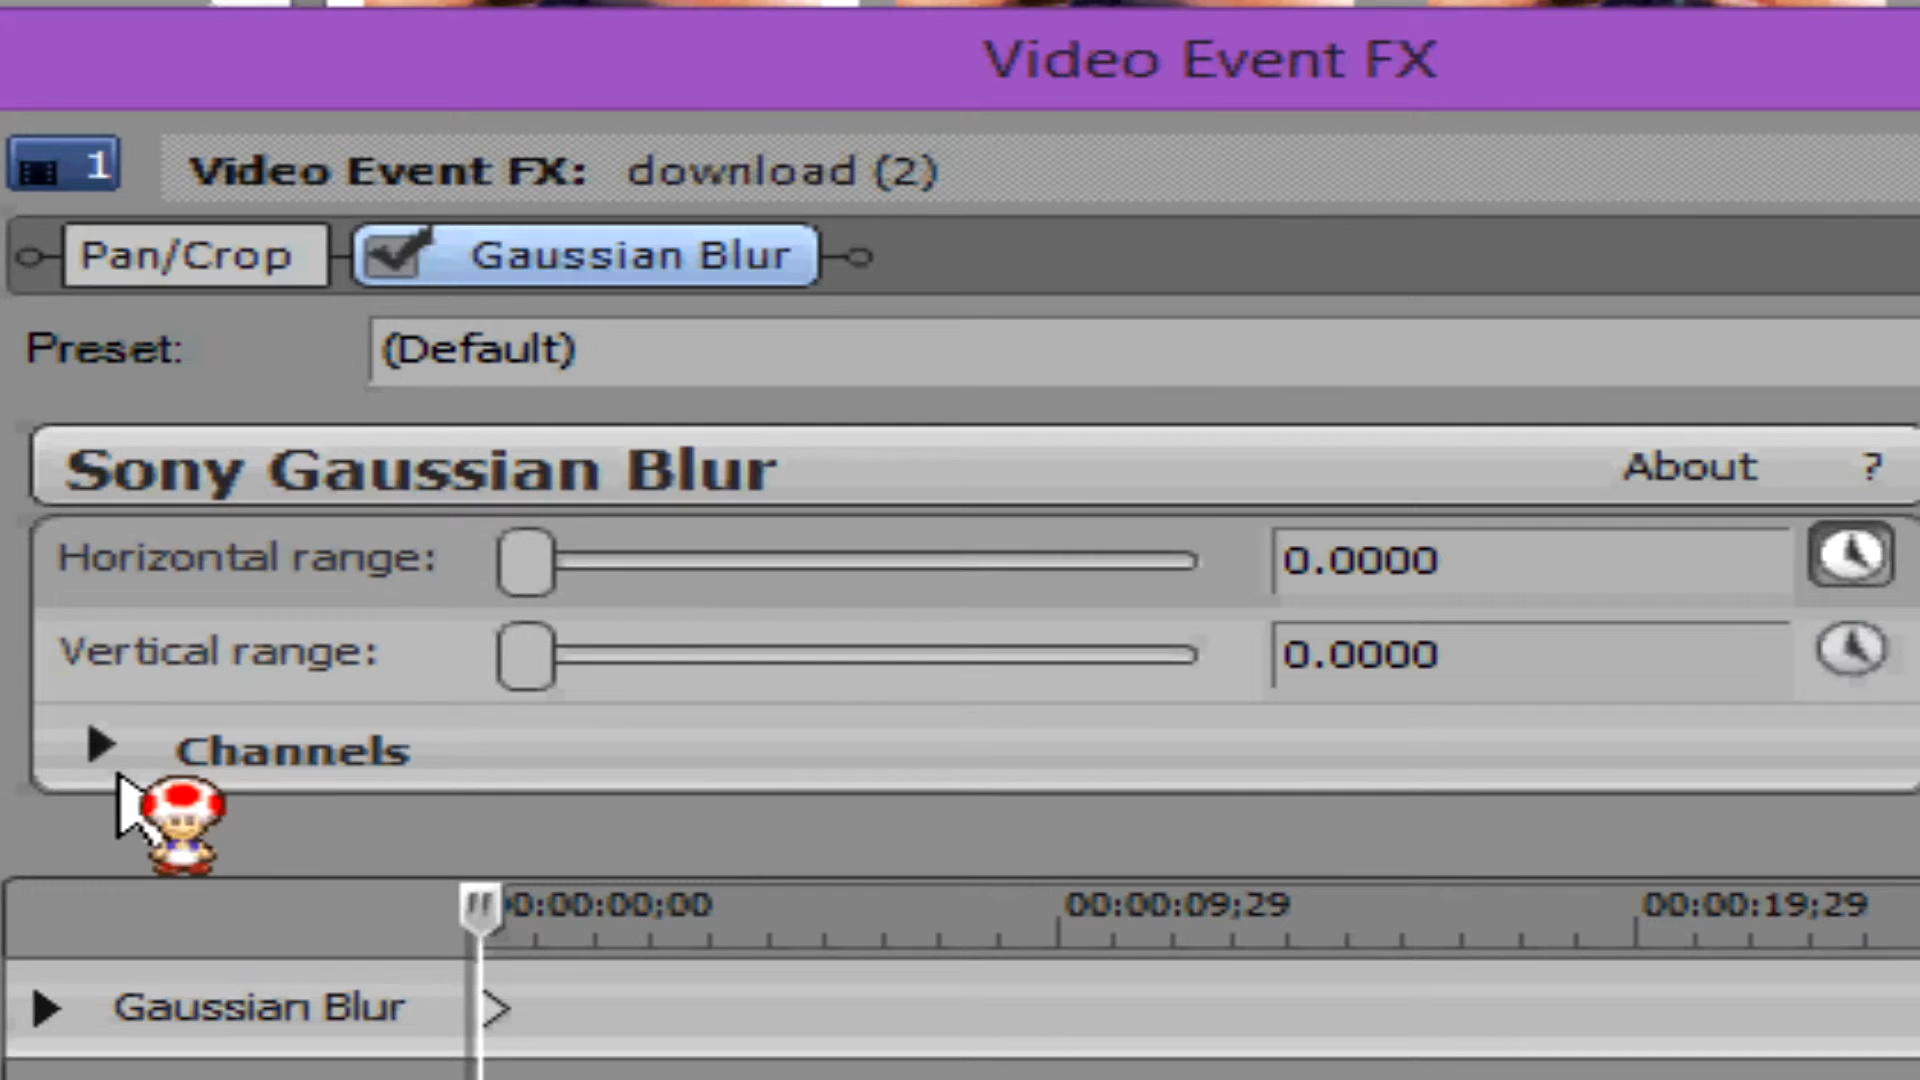 Video Event FX
1 Video Event FX: download (2)
Pan/Crop Gaussian Blur
Preset: (Default)
Sony Gaussian Blur About ?
Horizontal range: 0.0000
Vertical range: 0.0000
Channels
0:00:00;00 00:00:09;29 00:00:19;29
Gaussian Blur